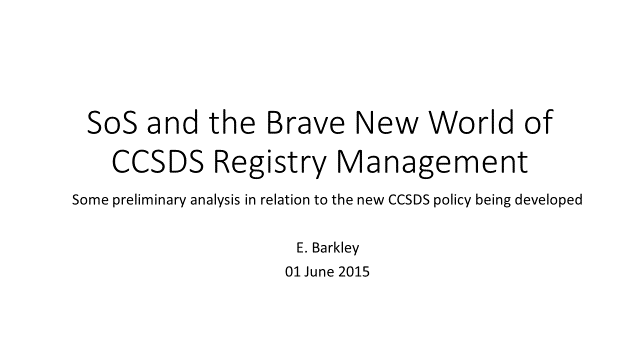 SoS and the Brave New World of
CCSDS Registry Management
Some preliminary analysis in relation to the new CCSDS policy being developed
E. Barkley
01 June 2015